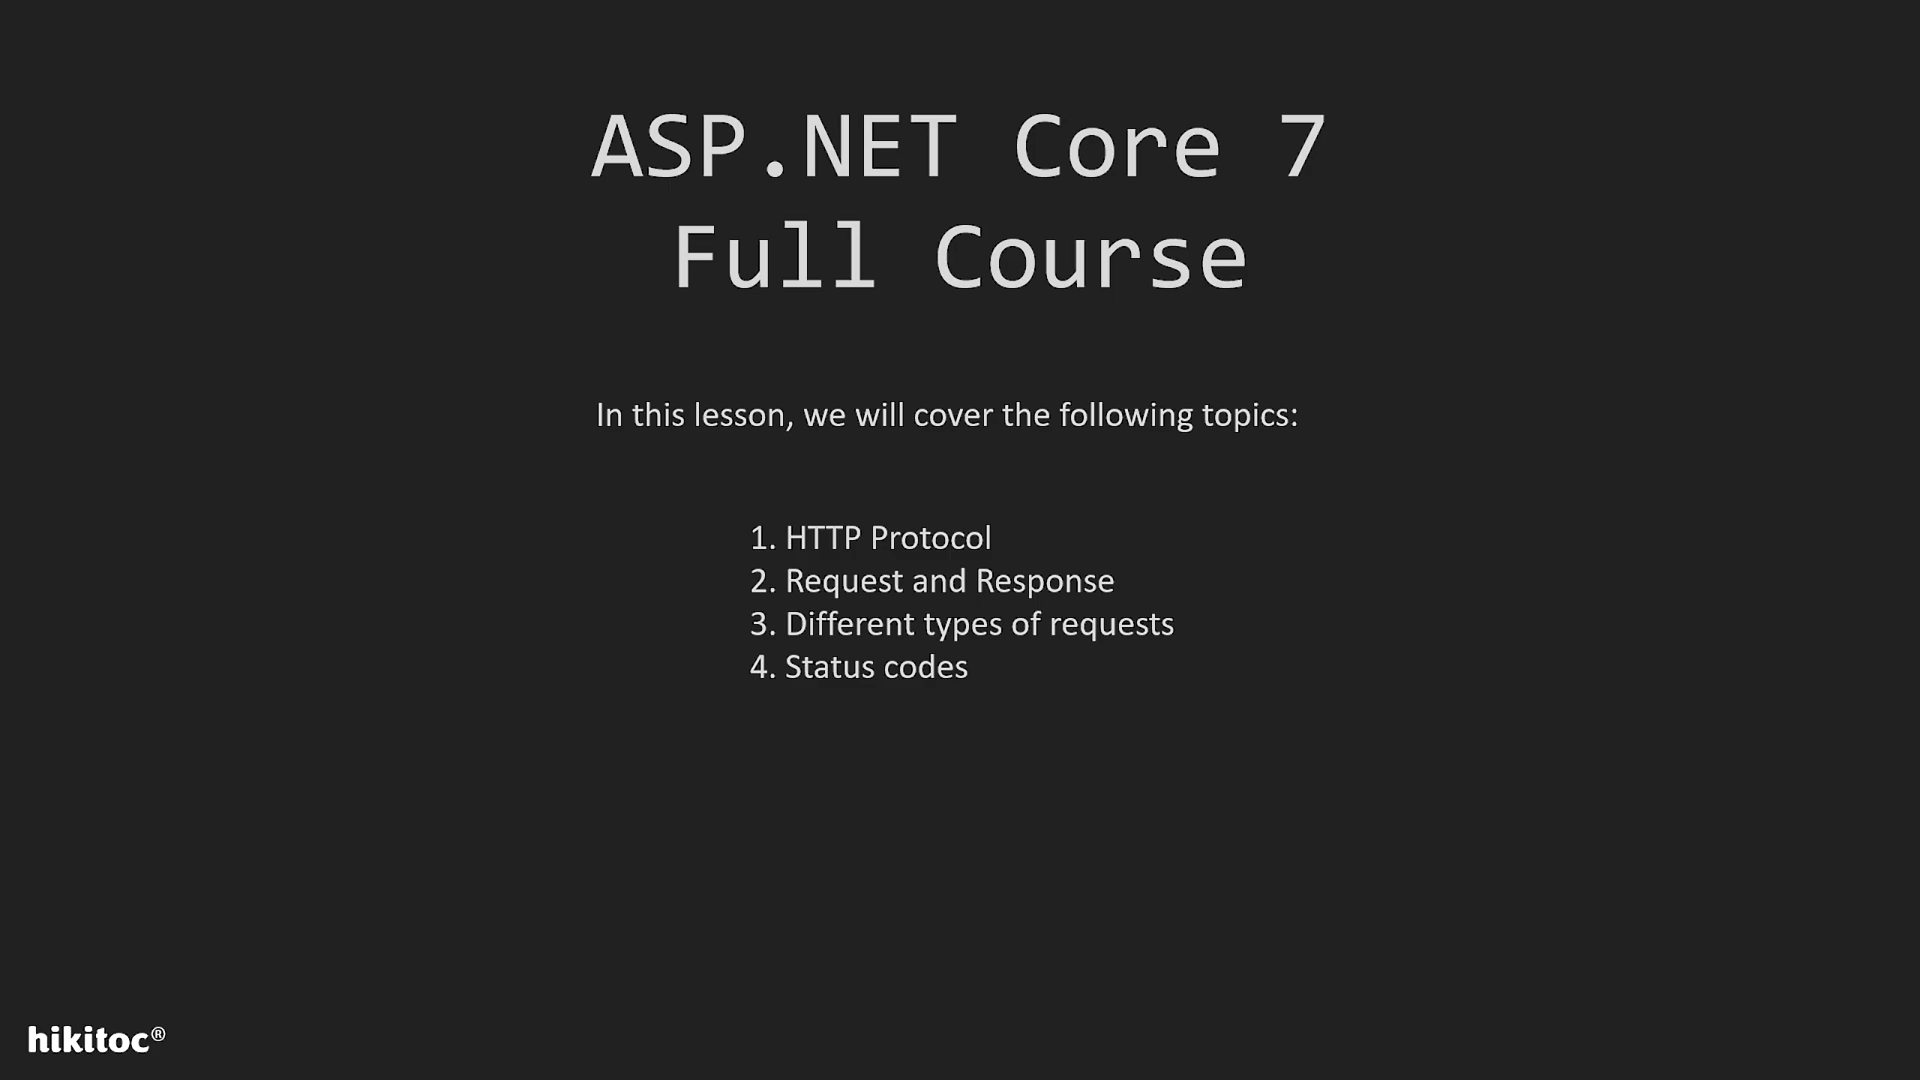 ASP.NET Core 7
Full Course
In this lesson, we will cover the following topics:
1. HTTP Protocol
2. Request and Response
3. Different types of requests
4. Status codes
hikitoc®